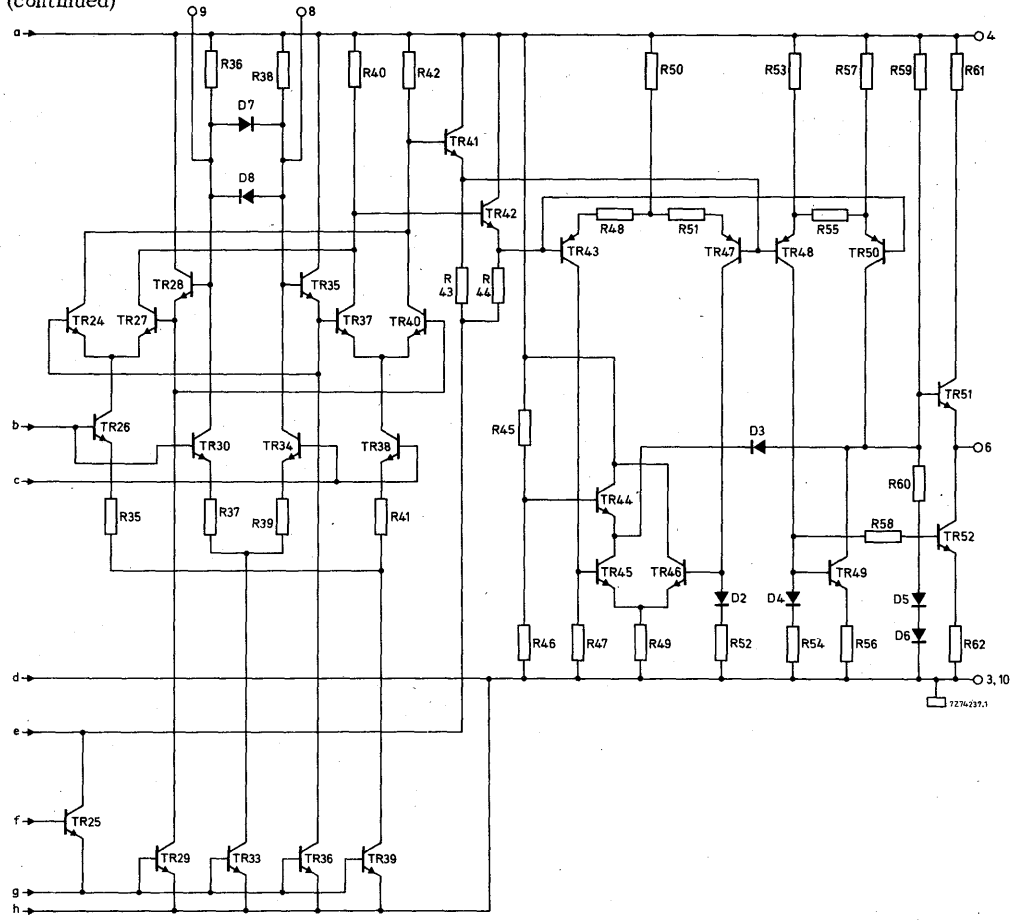 (continued)
9
8
a
4
R36
R38
R40
R42
R50
R53
R57
R59
R61
D7
TR41
D8
TR42
R48
R51
R55
TR43
TR47
TR48
TR50
TR28
TR35
R
43
R
44
TR24
TR27
TR37
TR40
TR51
b
TR26
TR30
TR34
TR38
R45
D3
6
c
R60
R35
R37
R39
R41
TR44
R58
TR52
TR45
TR46
TR49
D2
D4
D5
D6
R46
R47
R49
R52
R54
R56
R62
d
3, 10
7274237.1
e
f
TR25
TR29
TR33
TR36
TR39
g
h